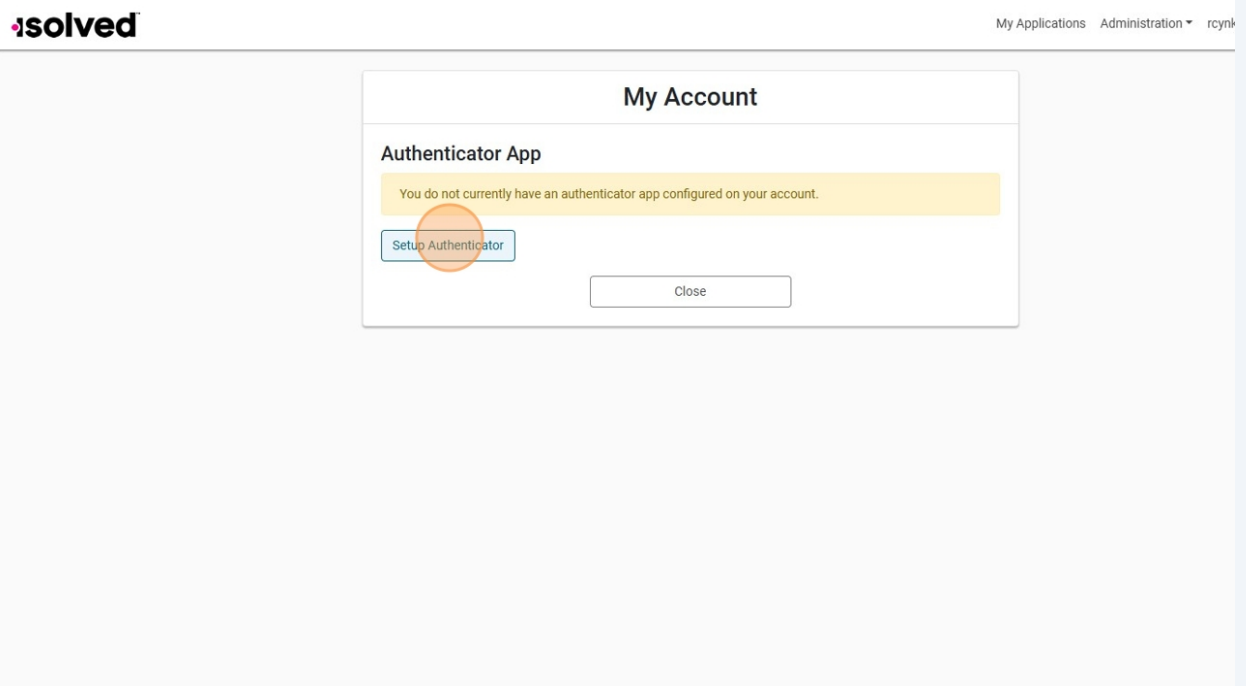 isolved
My Applications Administration
My Account
Authenticator App
You do not currently have an authenticator app configured on your account.
Setup Authenticator
Close